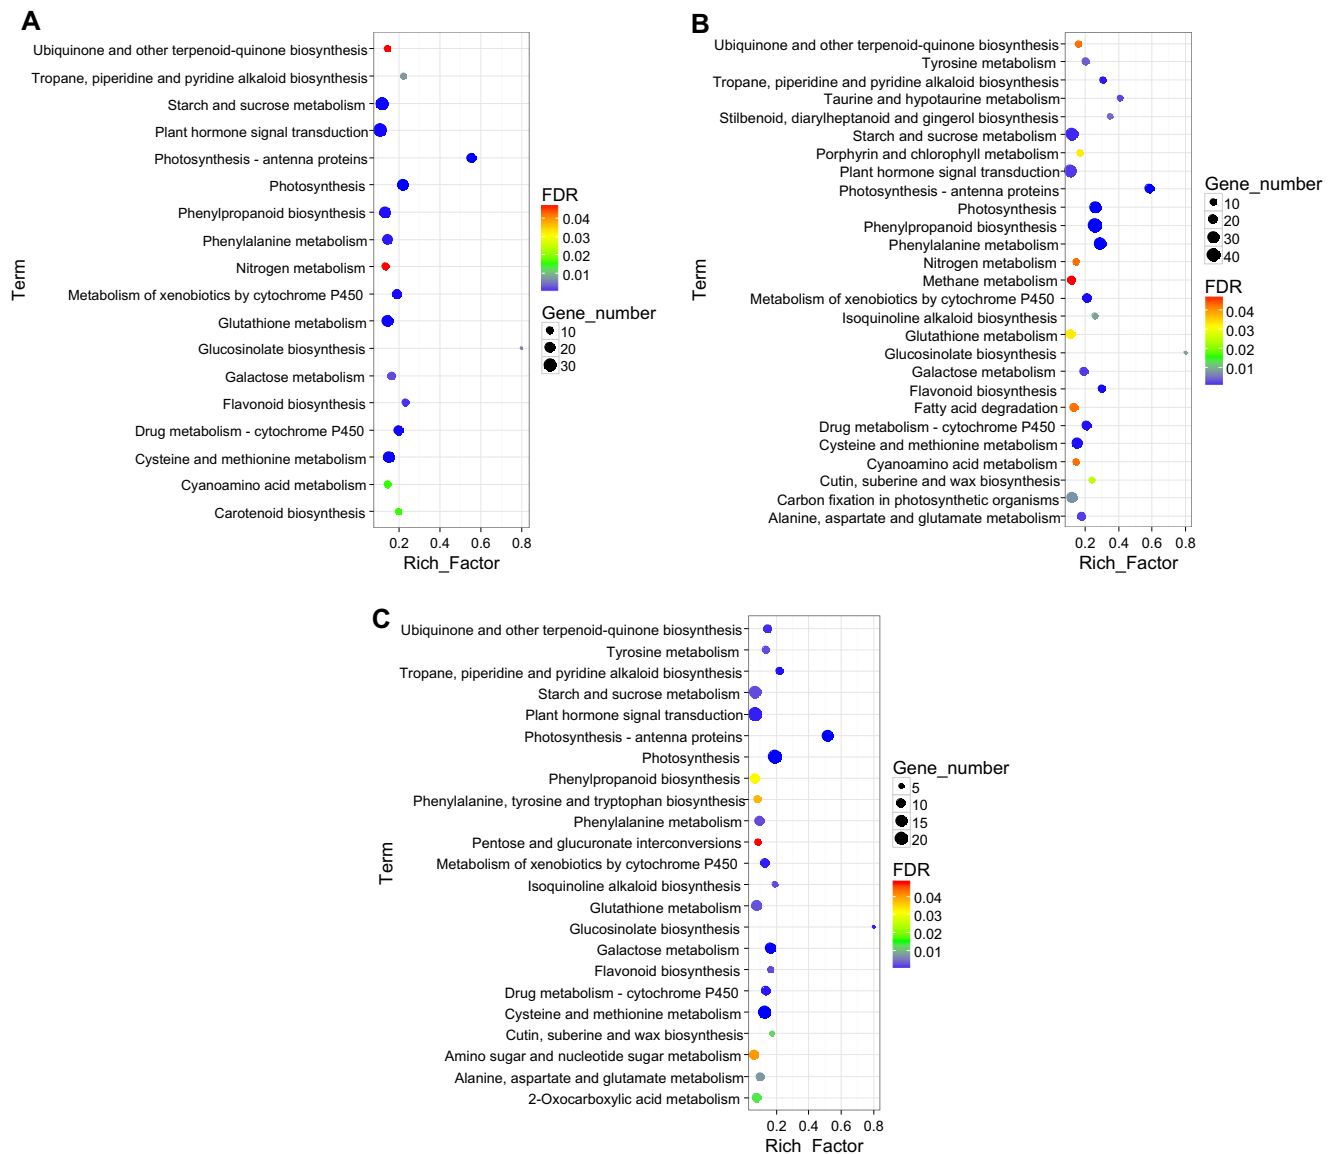 A
Ubiquinone and other terpenoid-quinone biosynthesis
Tropane, piperidine and pyridine alkaloid biosynthesis
Starch and sucrose metabolism
Plant hormone signal transduction
Photosynthesis - antenna proteins
Photosynthesis
Phenylpropanoid biosynthesis
Phenylalanine metabolism
Nitrogen metabolism
Metabolism of xenobiotics by cytochrome P450
Glutathione metabolism
Glucosinolate biosynthesis
Galactose metabolism
Flavonoid biosynthesis
Drug metabolism - cytochrome P450
Cysteine and methionine metabolism
Cyanoamino acid metabolism
Carotenoid biosynthesis
Term
0.2 0.4 0.6 0.8
Rich_Factor
FDR
0.04
0.03
0.02
0.01
Gene_number
10
20
30
B
Ubiquinone and other terpenoid-quinone biosynthesis
Tyrosine metabolism
Tropane, piperidine and pyridine alkaloid biosynthesis
Taurine and hypotaurine metabolism
Stilbenoid, diarylheptanoid and gingerol biosynthesis
Starch and sucrose metabolism
Porphyrin and chlorophyll metabolism
Plant hormone signal transduction
Photosynthesis - antenna proteins
Photosynthesis
Phenylpropanoid biosynthesis
Phenylalanine metabolism
Nitrogen metabolism
Methane metabolism
Metabolism of xenobiotics by cytochrome P450
Isoquinoline alkaloid biosynthesis
Glutathione metabolism
Glucosinolate biosynthesis
Galactose metabolism
Flavonoid biosynthesis
Fatty acid degradation
Drug metabolism - cytochrome P450
Cysteine and methionine metabolism
Cyanoamino acid metabolism
Cutin, suberine and wax biosynthesis
Carbon fixation in photosynthetic organisms
Alanine, aspartate and glutamate metabolism
Term
0.2 0.4 0.6 0.8
Rich_Factor
Gene_number
10
20
30
40
FDR
0.04
0.03
0.02
0.01
C
Ubiquinone and other terpenoid-quinone biosynthesis
Tyrosine metabolism
Tropane, piperidine and pyridine alkaloid biosynthesis
Starch and sucrose metabolism
Plant hormone signal transduction
Photosynthesis - antenna proteins
Photosynthesis
Phenylpropanoid biosynthesis
Phenylalanine, tyrosine and tryptophan biosynthesis
Phenylalanine metabolism
Pentose and glucuronate interconversions
Metabolism of xenobiotics by cytochrome P450
Isoquinoline alkaloid biosynthesis
Glutathione metabolism
Glucosinolate biosynthesis
Galactose metabolism
Flavonoid biosynthesis
Drug metabolism - cytochrome P450
Cysteine and methionine metabolism
Cutin, suberine and wax biosynthesis
Amino sugar and nucleotide sugar metabolism
Alanine, aspartate and glutamate metabolism
2-Oxocarboxylic acid metabolism
Term
0.2 0.4 0.6 0.8
Rich_Factor
Gene_number
5
10
15
20
FDR
0.04
0.03
0.02
0.01